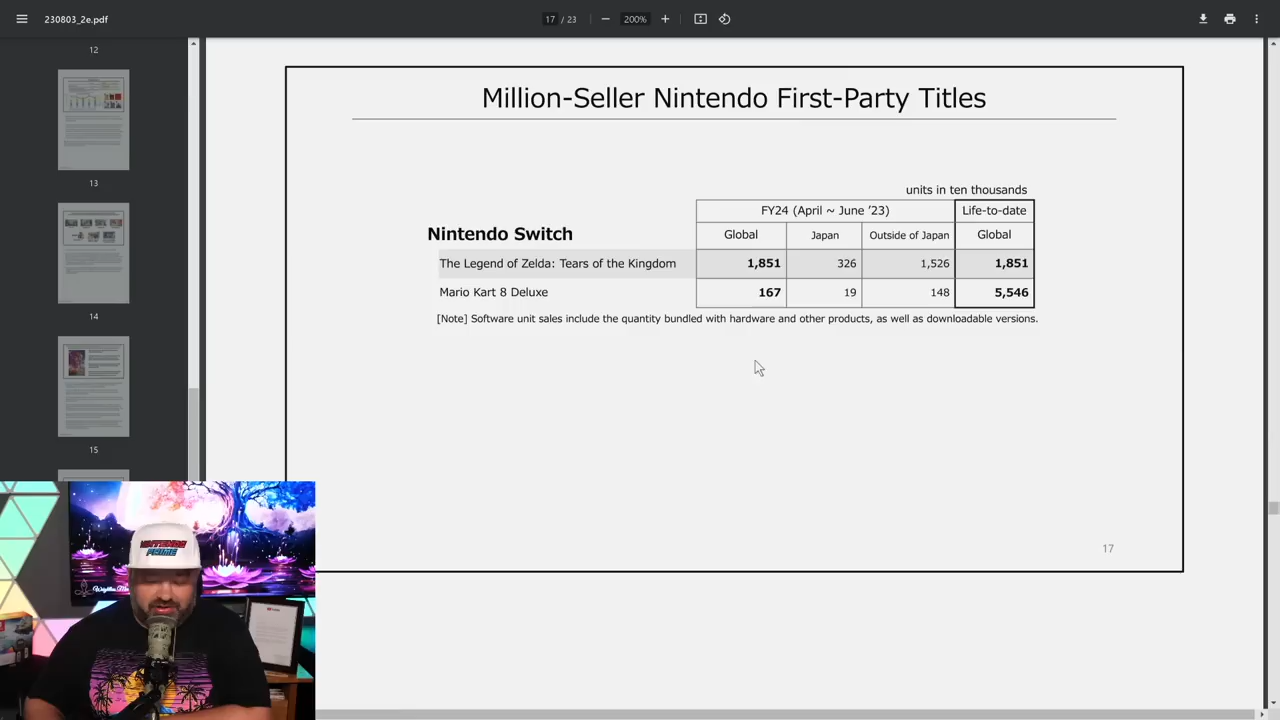 230803_2e.pdf
17 / 23
200%
12
13
14
15
Million-Seller Nintendo First-Party Titles
units in ten thousands
FY24 (April ~ June '23) Life-to-date
Nintendo Switch Global Japan Outside of Japan Global
The Legend of Zelda: Tears of the Kingdom 1,851 326 1,526 1,851
Mario Kart 8 Deluxe 167 19 148 5,546
[Note] Software unit sales include the quantity bundled with hardware and other products, as well as downloadable versions.
17
NINTENDO
PRIME